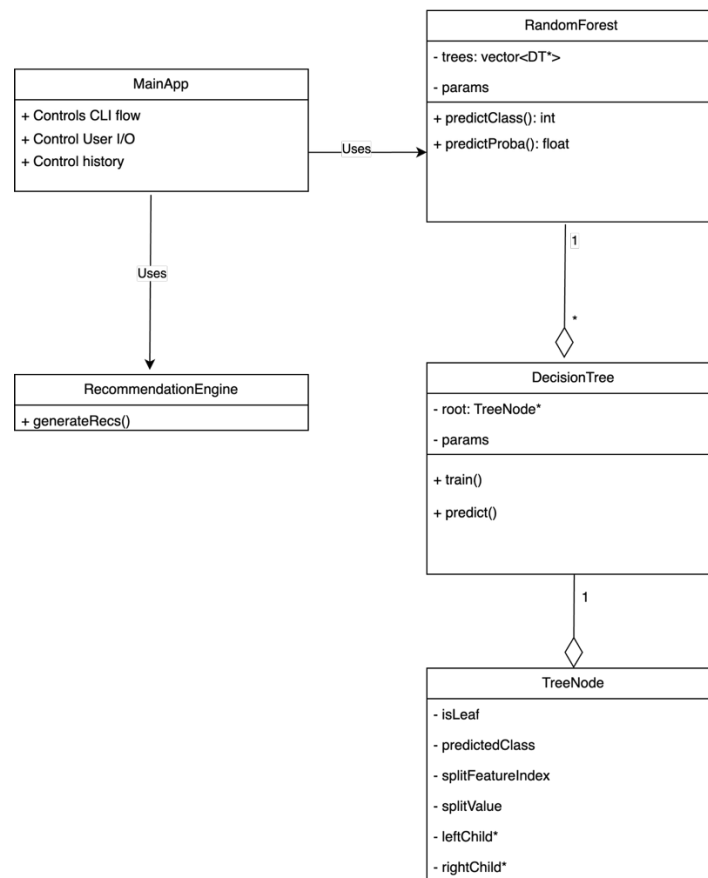 RandomForest
- trees: vector<DT*>
- params
+ predictClass(): int
+ predictProba(): float
MainApp
+ Controls CLI flow
+ Control User I/O
+ Control history
Uses
Uses
1
*
RecommendationEngine
+ generateRecs()
DecisionTree
- root: TreeNode*
- params
+ train()
+ predict()
1
TreeNode
- isLeaf
- predictedClass
- splitFeatureIndex
- splitValue
- leftChild*
- rightChild*